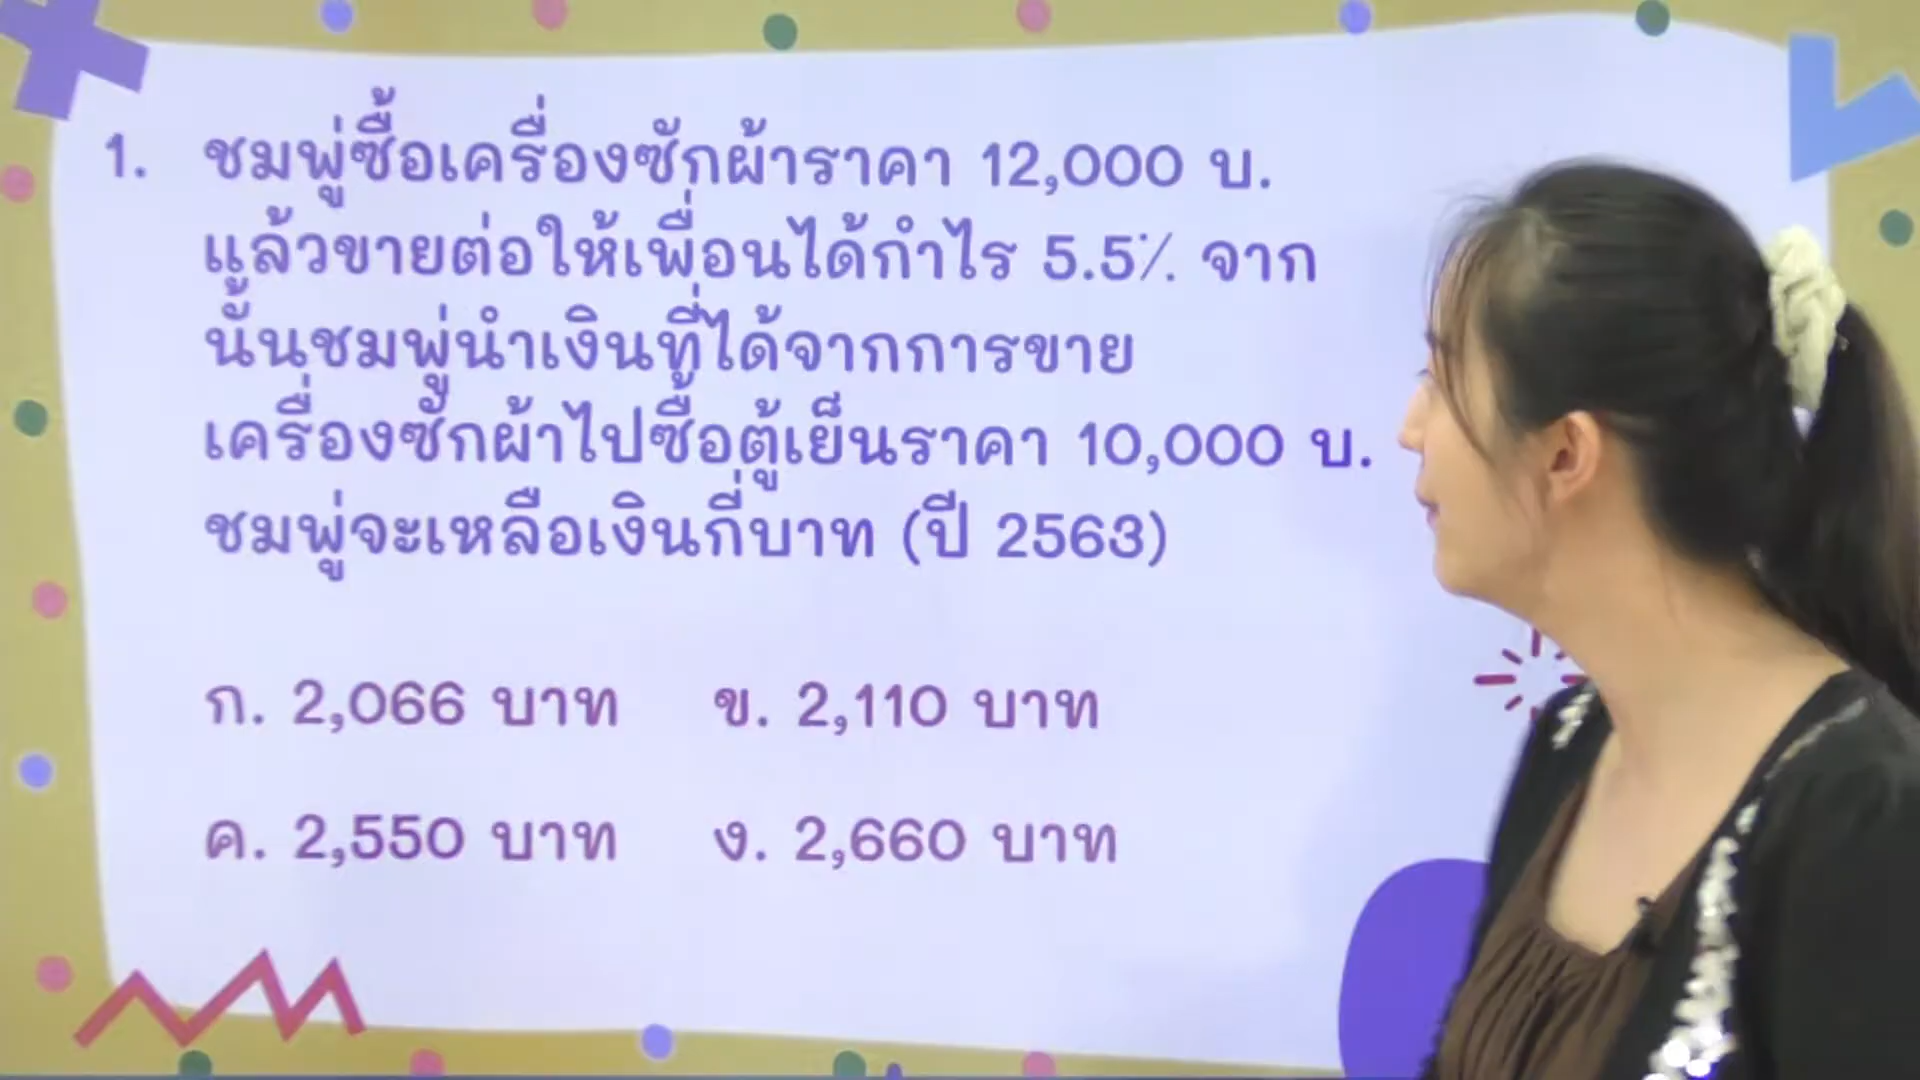 1. ชมพู่ซื้อเครื่องซักผ้าราคา 12,000 บ.
แล้วขายต่อให้เพื่อนได้กำไร 5.5% จาก
นั้นชมพู่นำเงินที่ได้จากการขาย
เครื่องซักผ้าไปซื้อตู้เย็นราคา 10,000 บ.
ชมพู่จะเหลือเงินกี่บาท (ปี 2563)
ก. 2,066 บาท ข. 2,110 บาท
ค. 2,550 บาท ง. 2,660 บาท